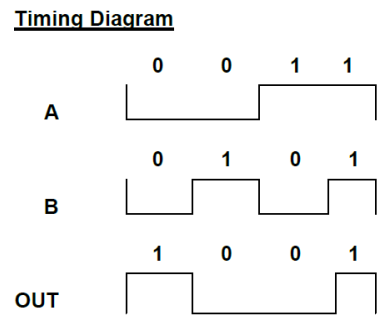 Timing Diagram
0 0 1 1
A
0 1 0 1
B
1 0 0 1
OUT